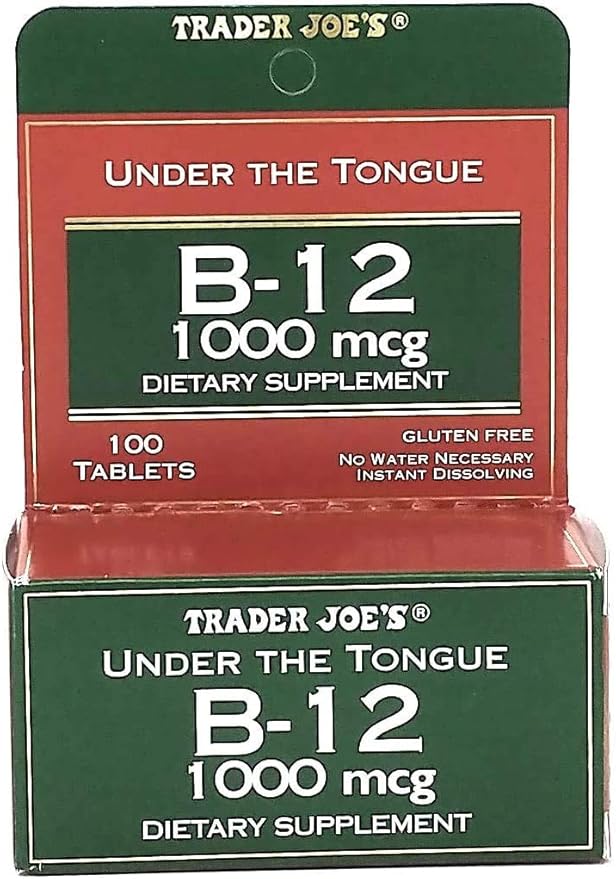 TRADER JOE'S®
UNDER THE TONGUE
B-12
1000 mcg
DIETARY SUPPLEMENT
100
TABLETS
GLUTEN FREE
NO WATER NECESSARY
INSTANT DISSOLVING
TRADER JOE'S®
UNDER THE TONGUE
B-12
1000 mcg
DIETARY SUPPLEMENT